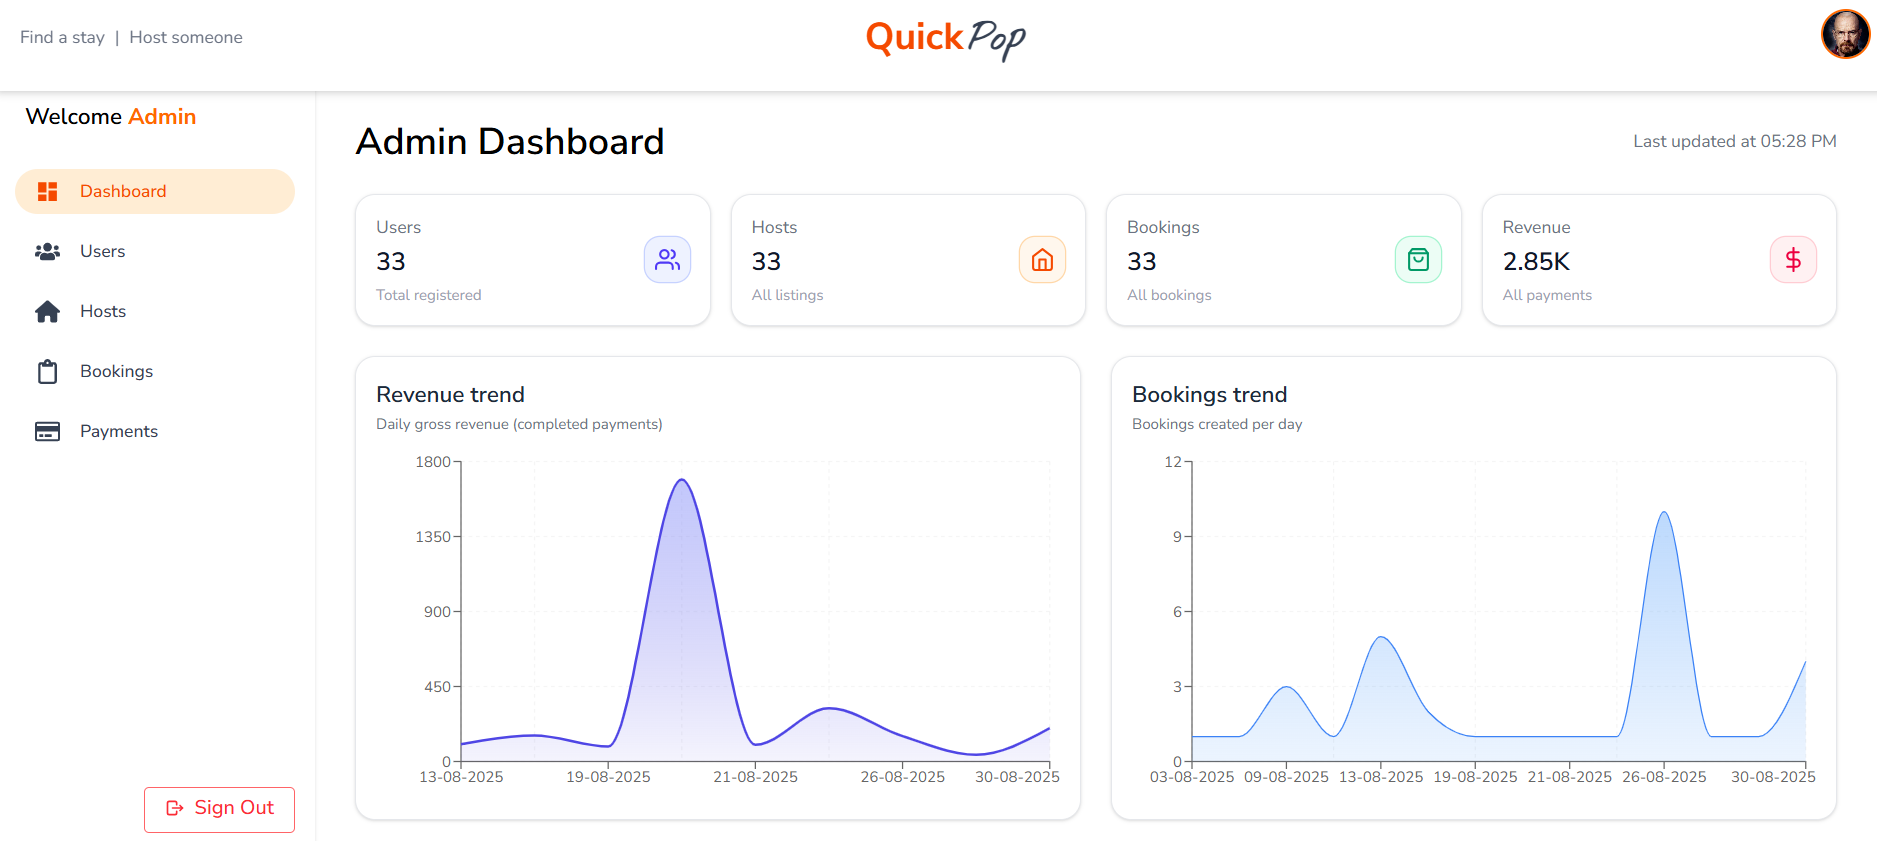 Find a stay | Host someone
QuickPop
Welcome Admin
Dashboard
Users
Hosts
Bookings
Payments
Sign Out
Admin Dashboard
Last updated at 05:28 PM
Users
33
Total registered
Hosts
33
All listings
Bookings
33
All bookings
Revenue
2.85K
All payments
Revenue trend
Daily gross revenue (completed payments)
1800
1350
900
450
0
13-08-2025 19-08-2025 21-08-2025 26-08-2025 30-08-2025
Bookings trend
Bookings created per day
12
9
6
3
0
03-08-2025 09-08-2025 13-08-2025 19-08-2025 21-08-2025 26-08-2025 30-08-2025